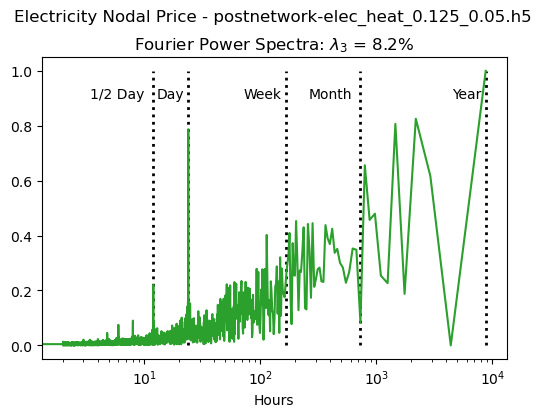 Electricity Nodal Price - postnetwork-elec_heat_0.125_0.05.h5
Fourier Power Spectra: λ₃ = 8.2%
1/2 Day Day Week Month Year
1.0
0.8
0.6
0.4
0.2
0.0
10¹ 10² 10³ 10⁴
Hours